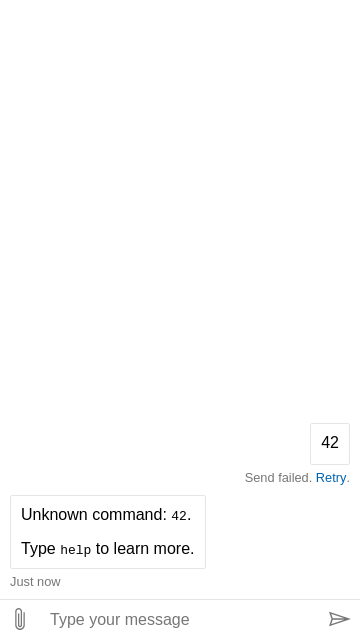 42
Send failed. Retry.
Unknown command: 42.
Type help to learn more.
Just now
Type your message